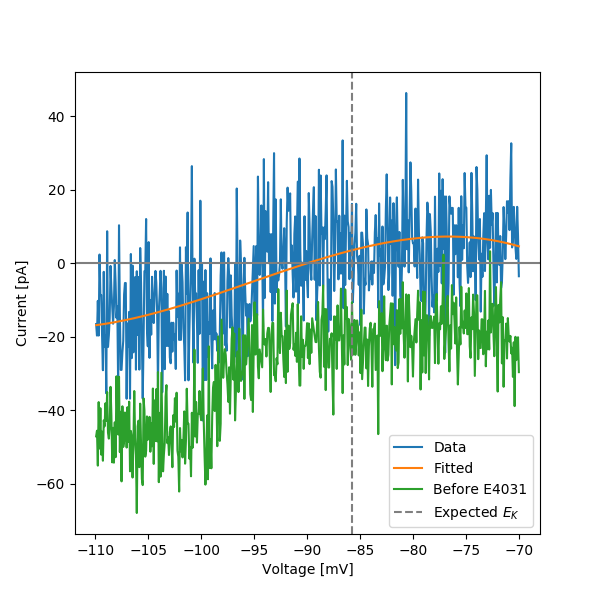 Current [pA]
40
20
0
−20
−40
−60
−110
−105
−100
−95
−90
−85
−80
−75
−70
Voltage [mV]
Data
Fitted
Before E4031
Expected E_K